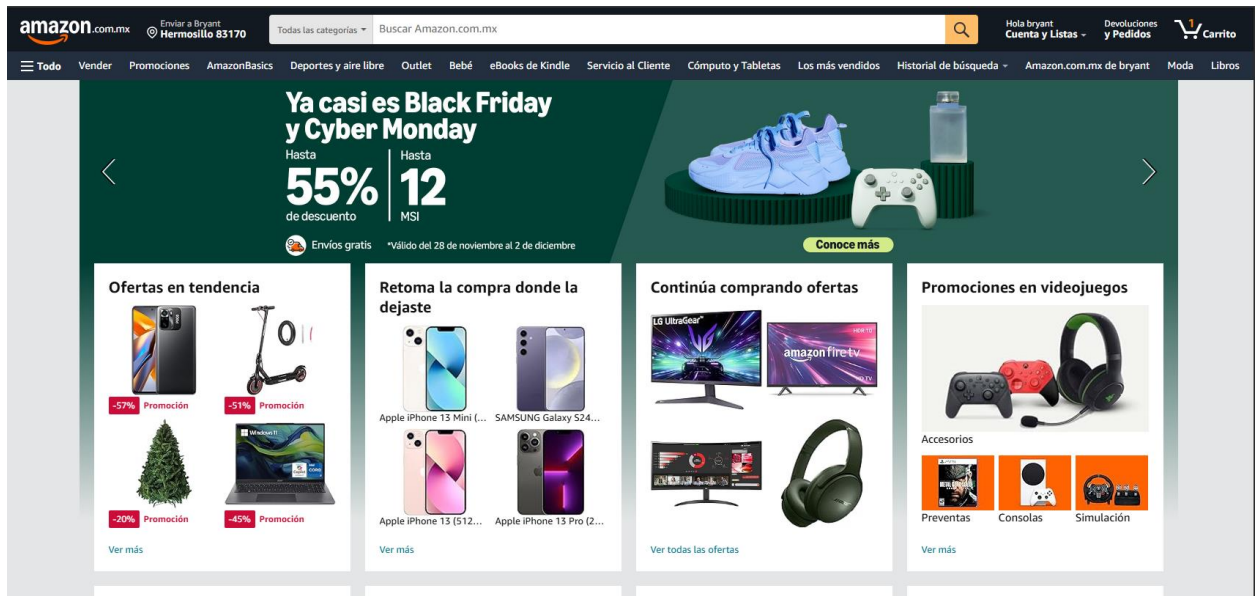 amazon.com.mx
Enviar a Bryant
Hermosillo 83170
Todas las categorías
Buscar Amazon.com.mx
Hola bryant
Cuenta y Listas
Devoluciones
y Pedidos
1
Carrito
Todo Vender Promociones AmazonBasics Deportes y aire libre Outlet Bebé eBooks de Kindle Servicio al Cliente Cómputo y Tabletas Los más vendidos Historial de búsqueda Amazon.com.mx de bryant Moda Libros
Ya casi es Black Friday
y Cyber Monday
Hasta
55%
de descuento
Hasta
12
MSI
Envíos gratis *Válido del 28 de noviembre al 2 de diciembre
Conoce más
Ofertas en tendencia
-57% Promoción
-51% Promoción
Windows 11
-20% Promoción
-45% Promoción
Ver más
Retoma la compra donde la
dejaste
Apple iPhone 13 Mini (...
SAMSUNG Galaxy S24...
Apple iPhone 13 (512...
Apple iPhone 13 Pro (2...
Ver más
Continúa comprando ofertas
LG UltraGear
HDR 10
amazon fire tv
Ver todas las ofertas
Promociones en videojuegos
Accesorios
Preventas
Consolas
Simulación
Ver más